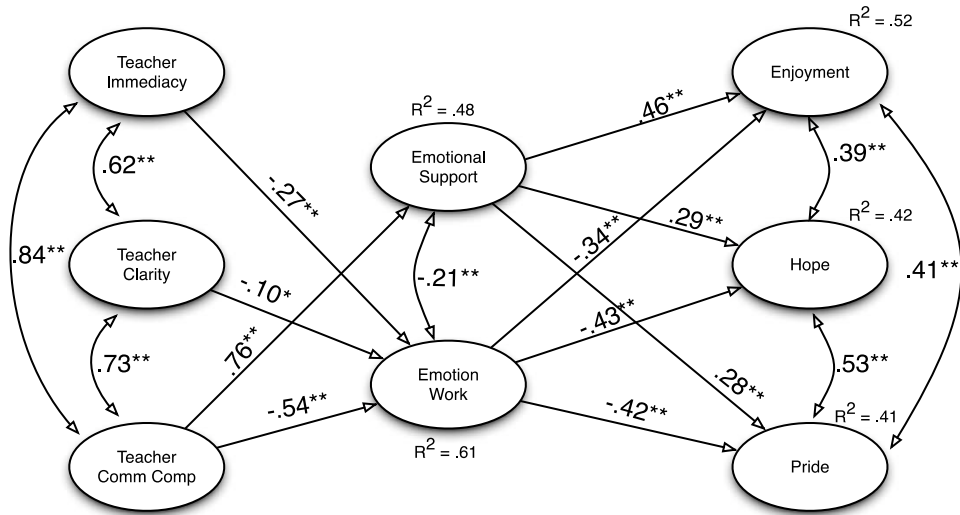 R² = .52
Teacher
Immediacy
Enjoyment
R² = .48
.46**
.62**
Emotional
Support
.39**
-.27**
.29**
R² = .42
.84**
Teacher
Clarity
-.10*
-.21**
-.34**
Hope
.41**
.73**
.76**
-.43**
Emotion
Work
.28**
.53**
-.54**
-.42**
R² = .41
R² = .61
Teacher
Comm Comp
Pride